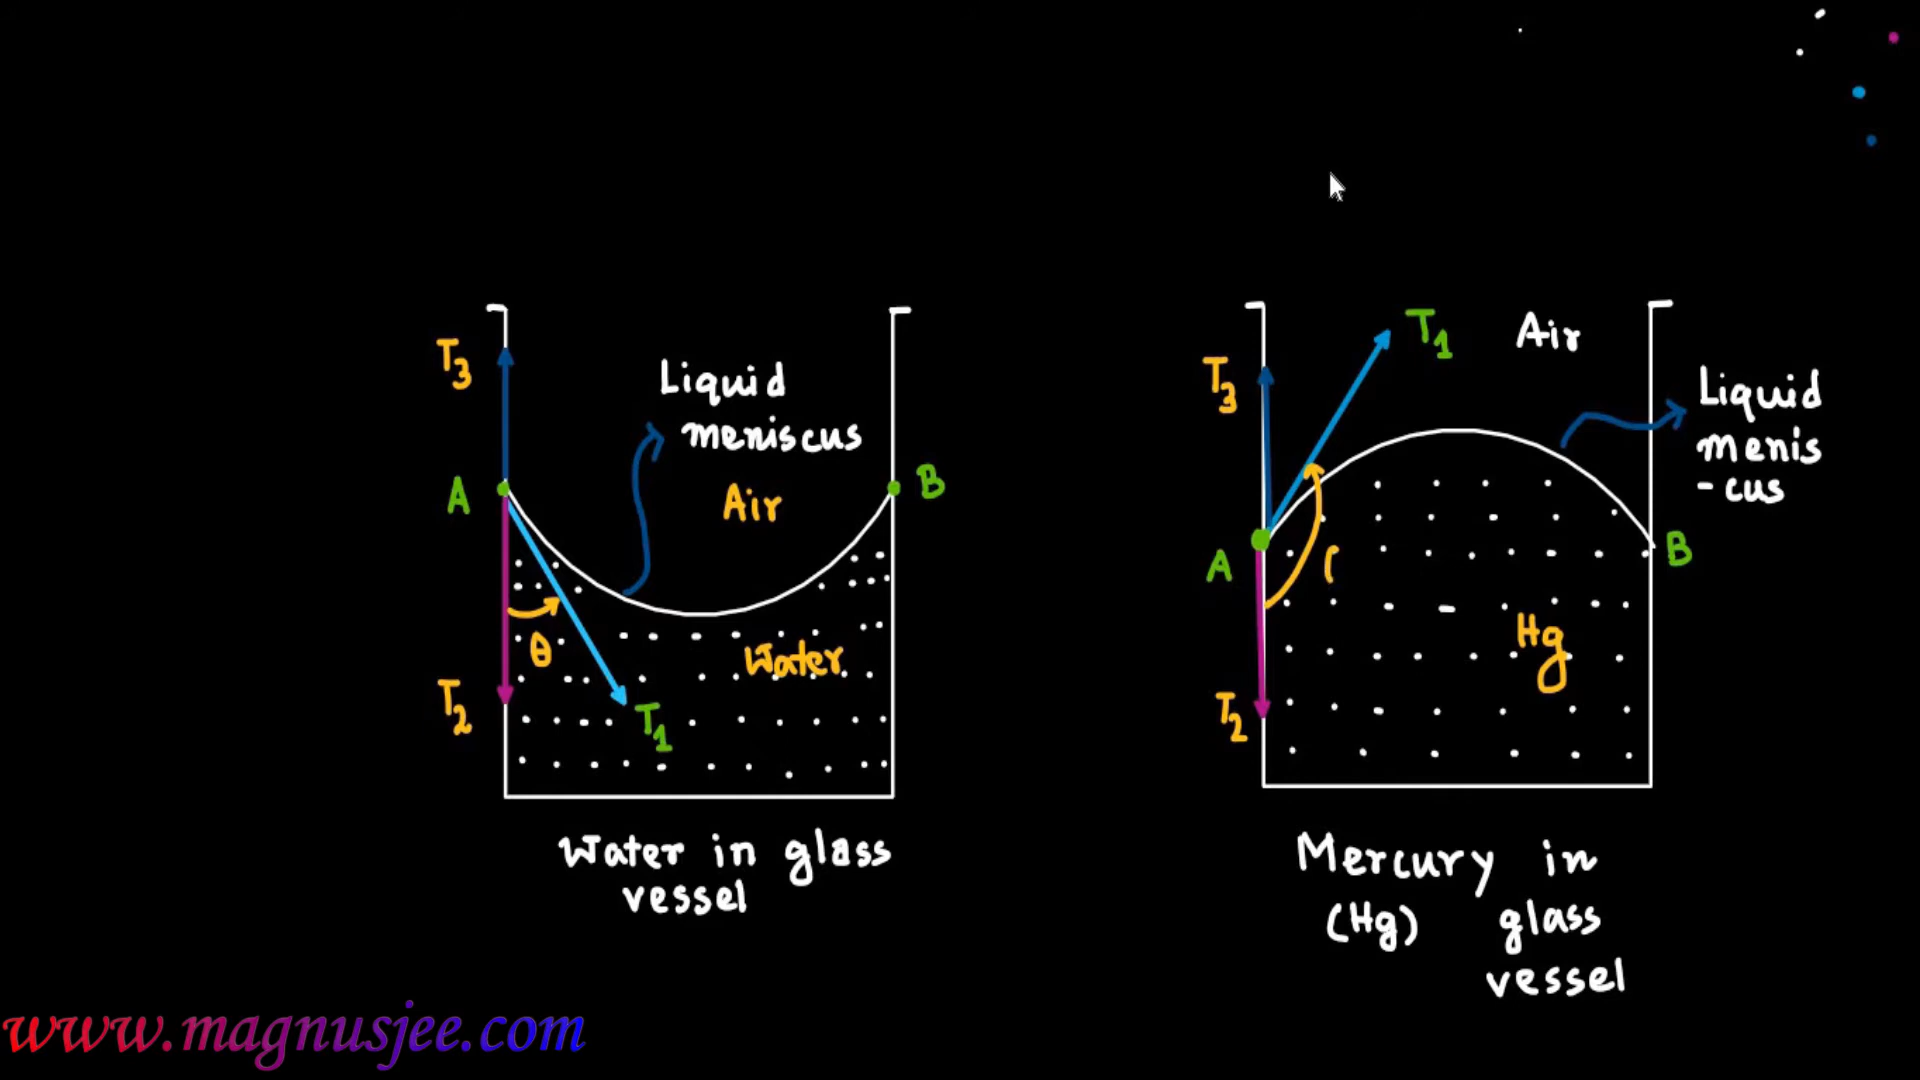 T3
Liquid
meniscus
A
Air
B
θ
Water
T2
T1
Water in glass
vessel
T1
Air
T3
Liquid
menis
-cus
A
B
Hg
T2
Mercury in
(Hg) glass
vessel
www.magnusjee.com